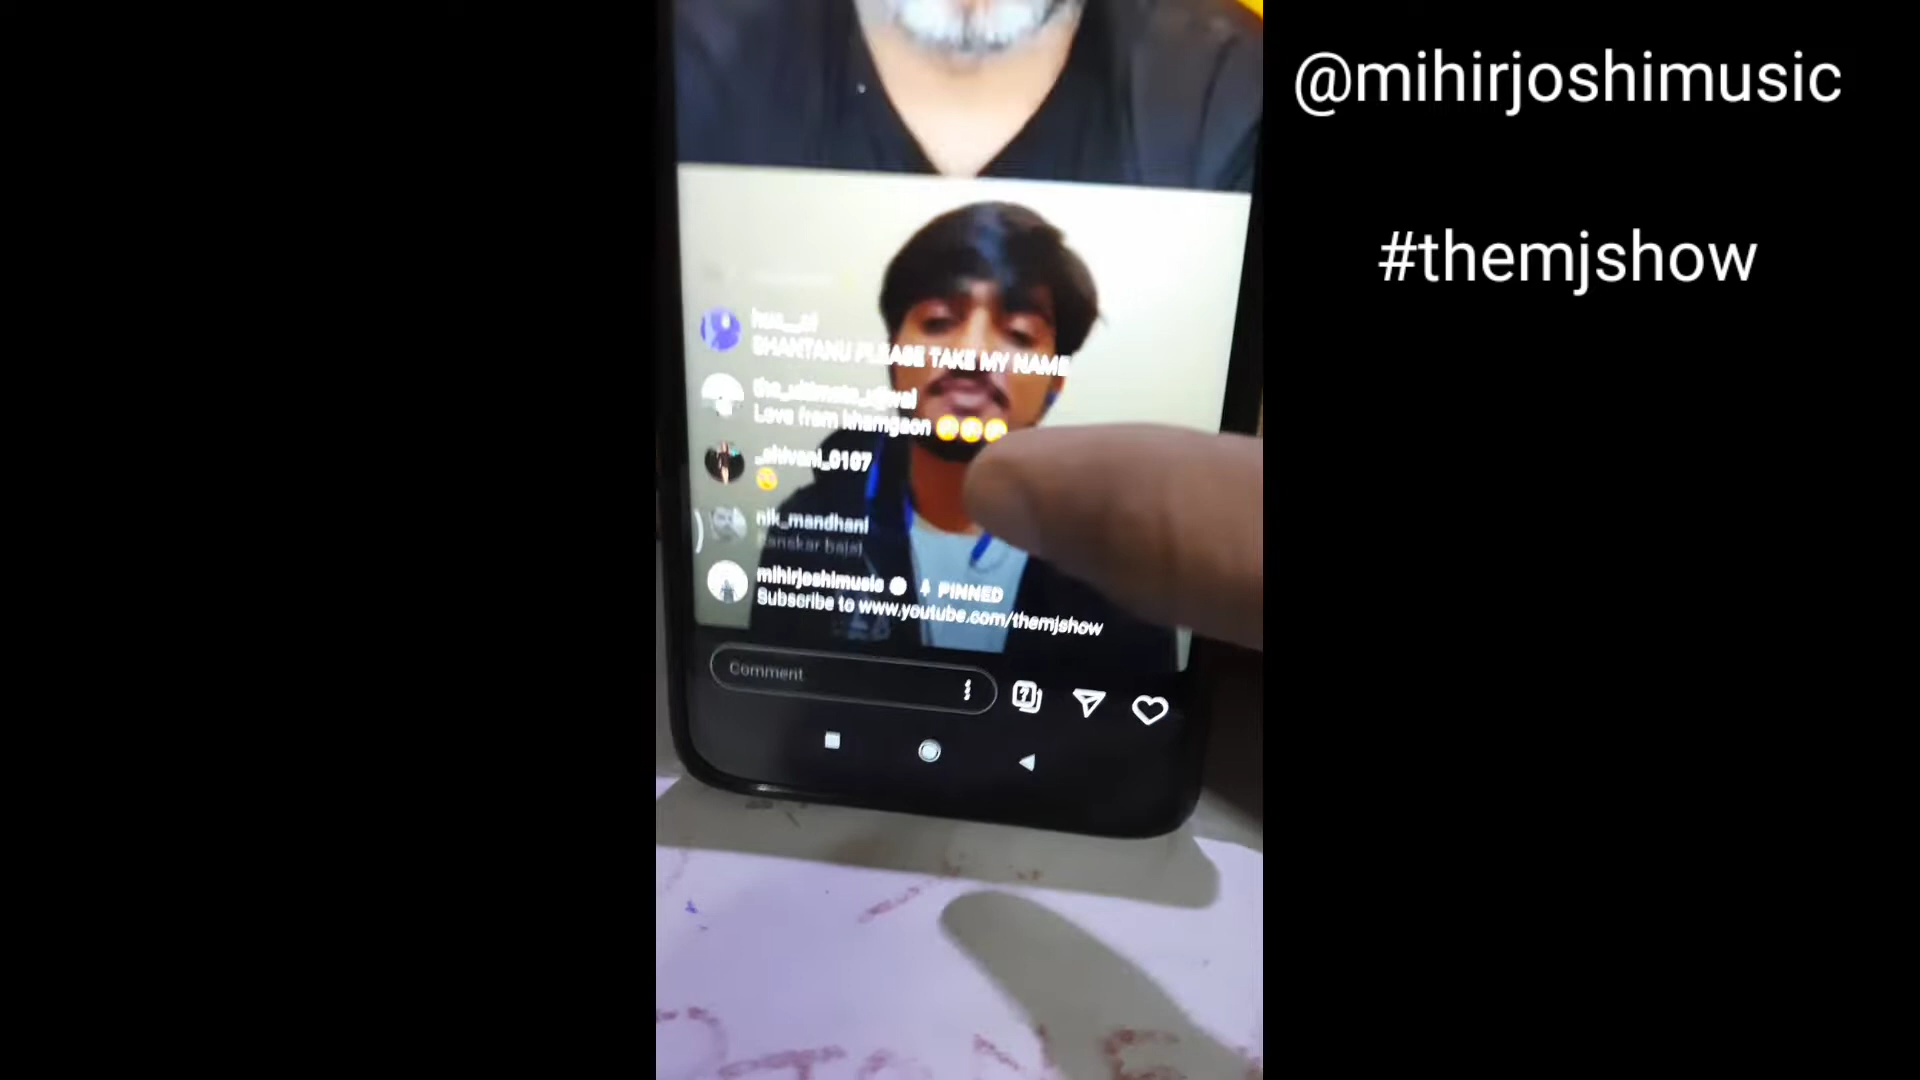 @mihirjoshimusic
#themjshow
SHANTANU PLEASE TAKE MY NAME
Love from khamgaon
_shivani_0107
nik_mandhani
mihirjoshimusic PINNED
Subscribe to www.youtube.com/themjshow
Comment